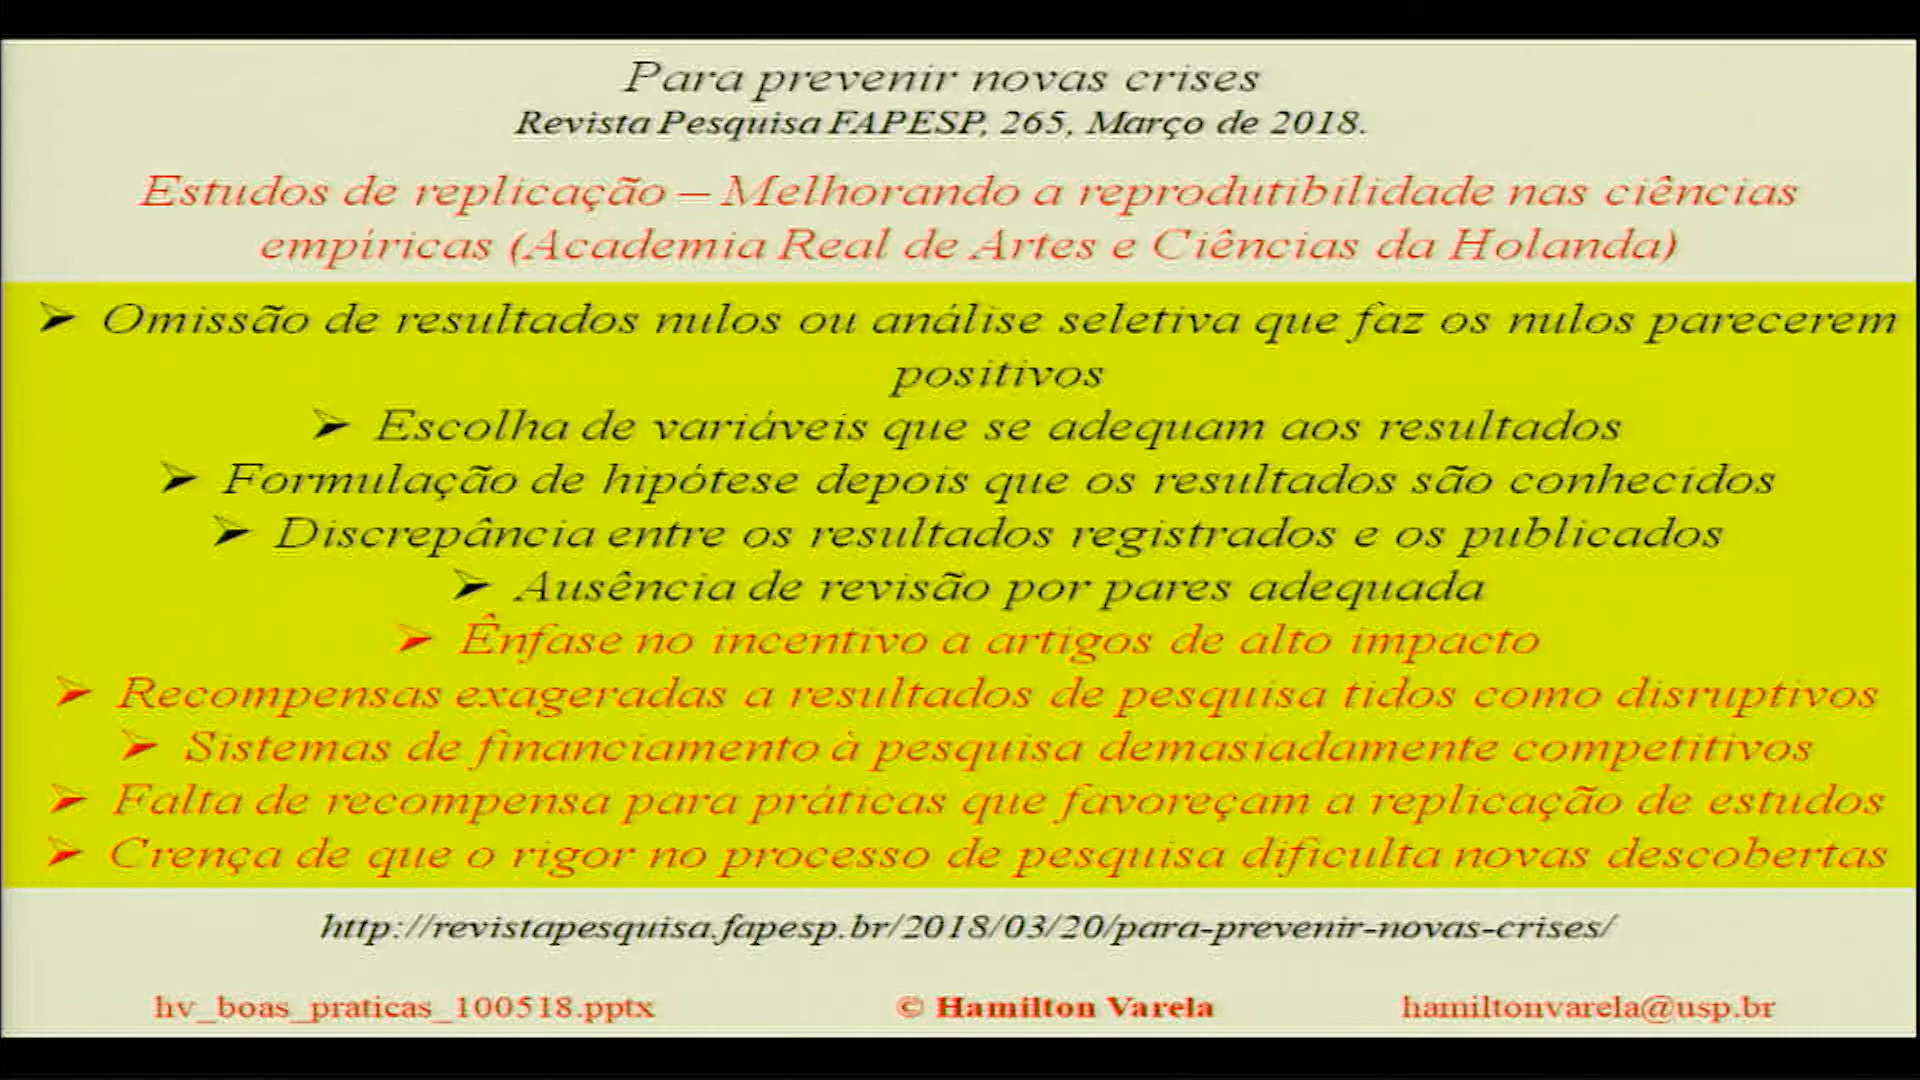 Para prevenir novas crises
Revista Pesquisa FAPESP, 265, Março de 2018.
Estudos de replicação – Melhorando a reprodutibilidade nas ciências
empíricas (Academia Real de Artes e Ciências da Holanda)
➢ Omissão de resultados nulos ou análise seletiva que faz os nulos parecerem
positivos
➢ Escolha de variáveis que se adequam aos resultados
➢ Formulação de hipótese depois que os resultados são conhecidos
➢ Discrepância entre os resultados registrados e os publicados
➢ Ausência de revisão por pares adequada
➢ Ênfase no incentivo a artigos de alto impacto
➢ Recompensas exageradas a resultados de pesquisa tidos como disruptivos
➢ Sistemas de financiamento à pesquisa demasiadamente competitivos
➢ Falta de recompensa para práticas que favoreçam a replicação de estudos
➢ Crença de que o rigor no processo de pesquisa dificulta novas descobertas
http://revistapesquisa.fapesp.br/2018/03/20/para-prevenir-novas-crises/
hv_boas_praticas_100518.pptx © Hamilton Varela hamiltonvarela@usp.br